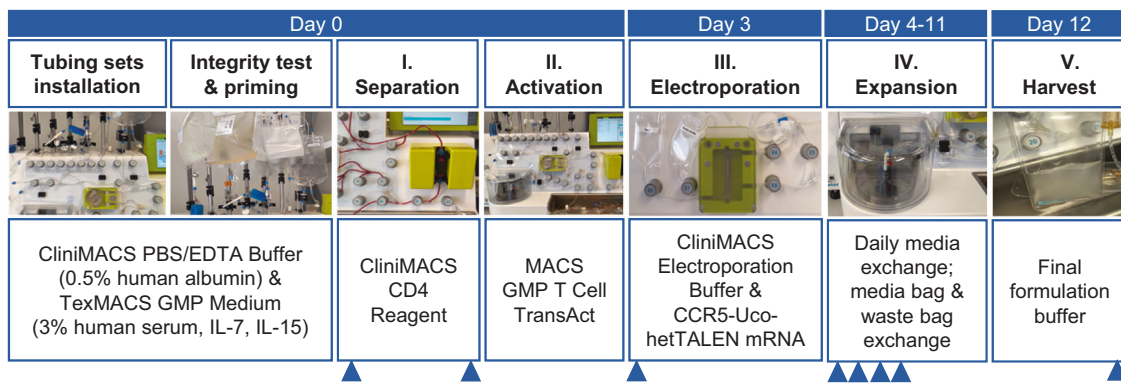 Day 0
Day 3
Day 4-11
Day 12
Tubing sets
installation
Integrity test
& priming
I.
Separation
II.
Activation
III.
Electroporation
IV.
Expansion
V.
Harvest
CliniMACS PBS/EDTA Buffer
(0.5% human albumin) &
TexMACS GMP Medium
(3% human serum, IL-7, IL-15)
CliniMACS
CD4
Reagent
MACS
GMP T Cell
TransAct
CliniMACS
Electroporation
Buffer &
CCR5-Uco-
hetTALEN mRNA
Daily media
exchange;
media bag &
waste bag
exchange
Final
formulation
buffer